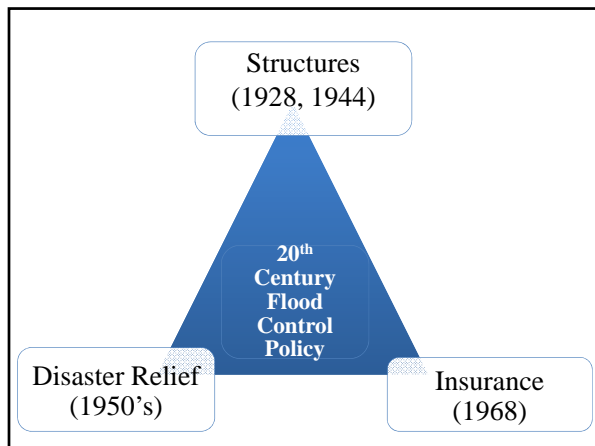 Structures
(1928, 1944)
20th
Century
Flood
Control
Policy
Disaster Relief
(1950’s)
Insurance
(1968)